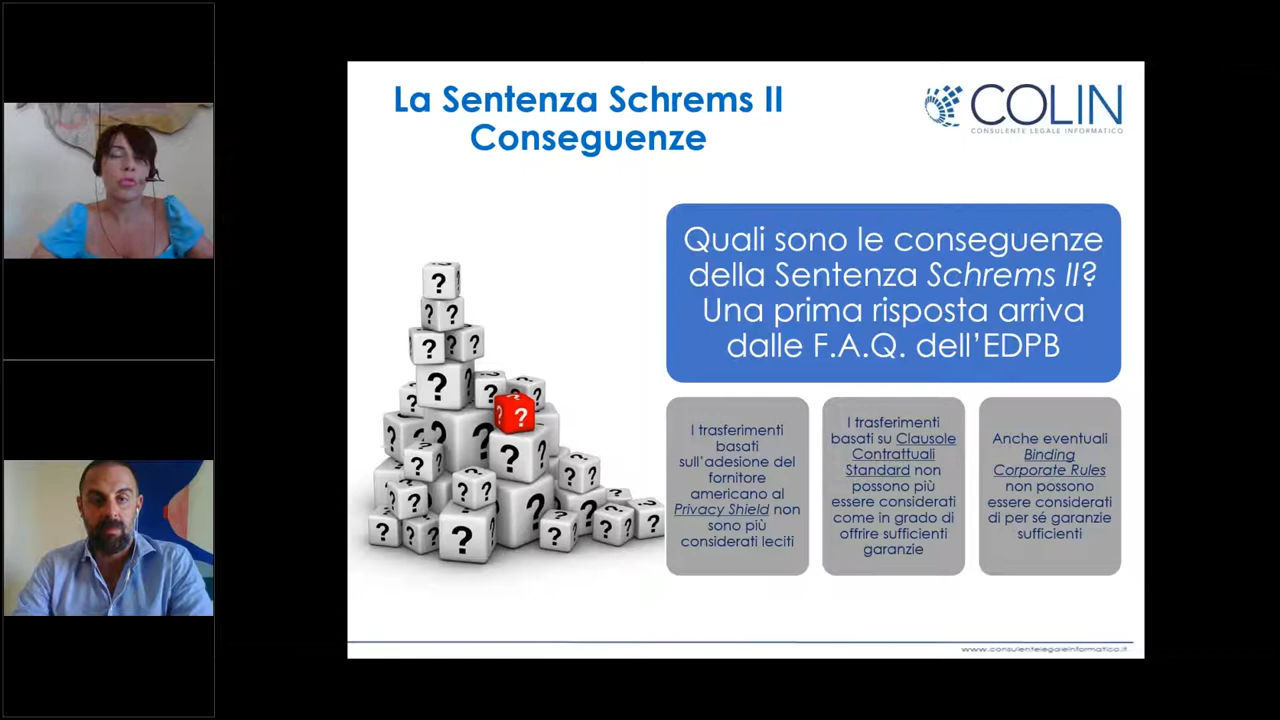 La Sentenza Schrems II
Conseguenze
COLIN
CONSULENTE LEGALE INFORMATICO
Quali sono le conseguenze
della Sentenza Schrems II?
Una prima risposta arriva
dalle F.A.Q. dell'EDPB
I trasferimenti
basati
sull'adesione del
fornitore
americano al
Privacy Shield non
sono più
considerati leciti
I trasferimenti
basati su Clausole
Contrattuali
Standard non
possono più
essere considerati
come in grado di
offrire sufficienti
garanzie
Anche eventuali
Binding
Corporate Rules
non possono
essere considerati
di per sé garanzie
sufficienti
www.consulentelegaleinformatico.it